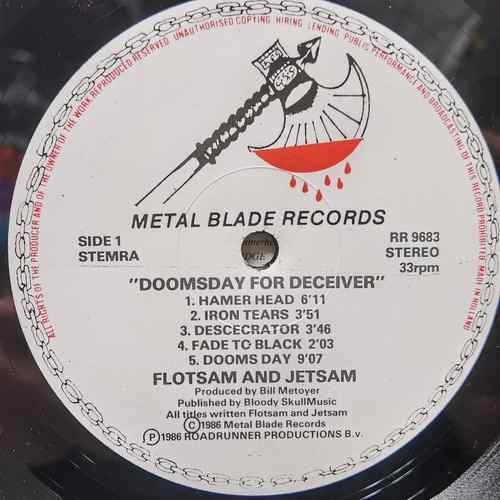 ALL RIGHTS OF THE PRODUCER AND OF THE OWNER OF THE WORK REPRODUCED RESERVED. UNAUTHORISED COPYING HIRING LENDING PUBLIC PERFORMANCE AND BROADCASTING OF THIS RECORD PROHIBITED MADE IN HOLLAND
METAL BLADE RECORDS
SIDE 1
STEMRA
RR 9683
STEREO
33rpm
"DOOMSDAY FOR DECEIVER"
1. HAMER HEAD 6'11
2. IRON TEARS 3'51
3. DESCECRATOR 3'46
4. FADE TO BLACK 2'03
5. DOOMS DAY 9'07
FLOTSAM AND JETSAM
Produced by Bill Metoyer
Published by Bloody SkullMusic
All titles written Flotsam and Jetsam
©1986 Metal Blade Records
℗1986 ROADRUNNER PRODUCTIONS B.v.